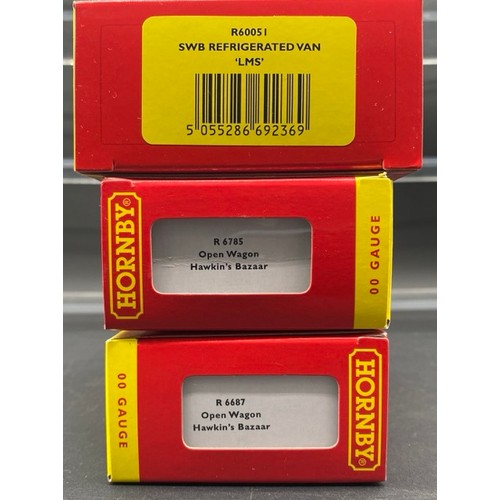 R60051
SWB REFRIGERATED VAN
‘LMS’
5 055286 692369
HORNBY
R 6785
Open Wagon
Hawkin's Bazaar
00 GAUGE
00 GAUGE
R 6687
Open Wagon
Hawkin's Bazaar
HORNBY